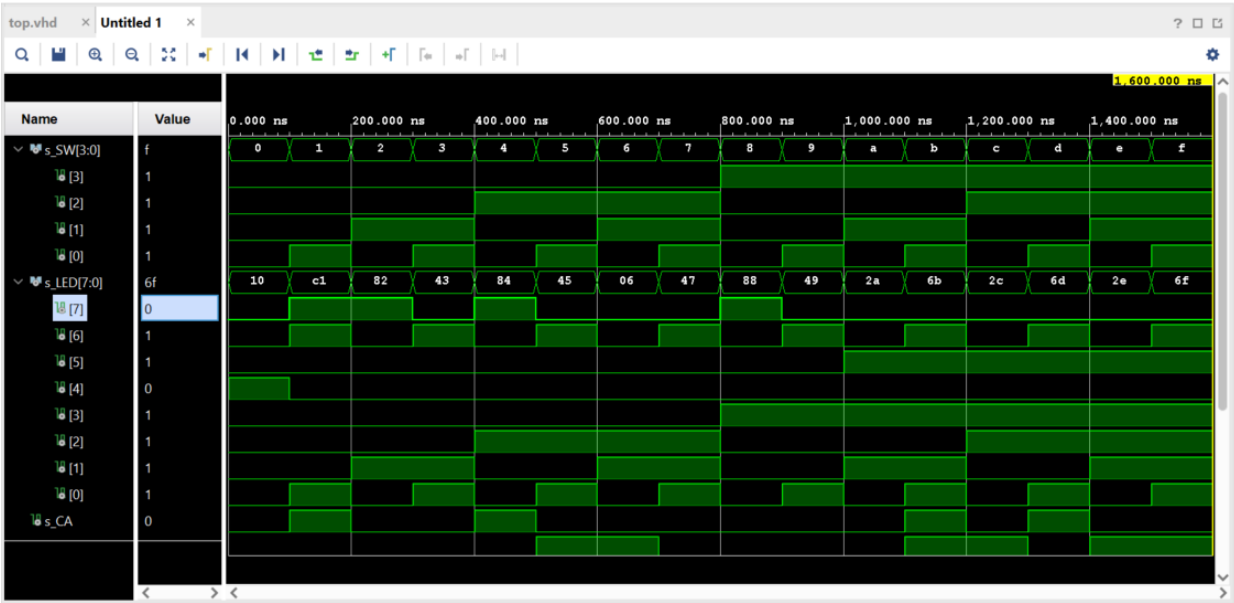 top.vhd × Untitled 1 ×
?
1,600.000 ns
Name Value
0.000 ns 200.000 ns 400.000 ns 600.000 ns 800.000 ns 1,000.000 ns 1,200.000 ns 1,400.000 ns
s_SW[3:0] f 0 1 2 3 4 5 6 7 8 9 a b c d e f
[3] 1
[2] 1
[1] 1
[0] 1
s_LED[7:0] 6f 10 c1 82 43 84 45 06 47 88 49 2a 6b 2c 6d 2e 6f
[7] 0
[6] 1
[5] 1
[4] 0
[3] 1
[2] 1
[1] 1
[0] 1
s_CA 0